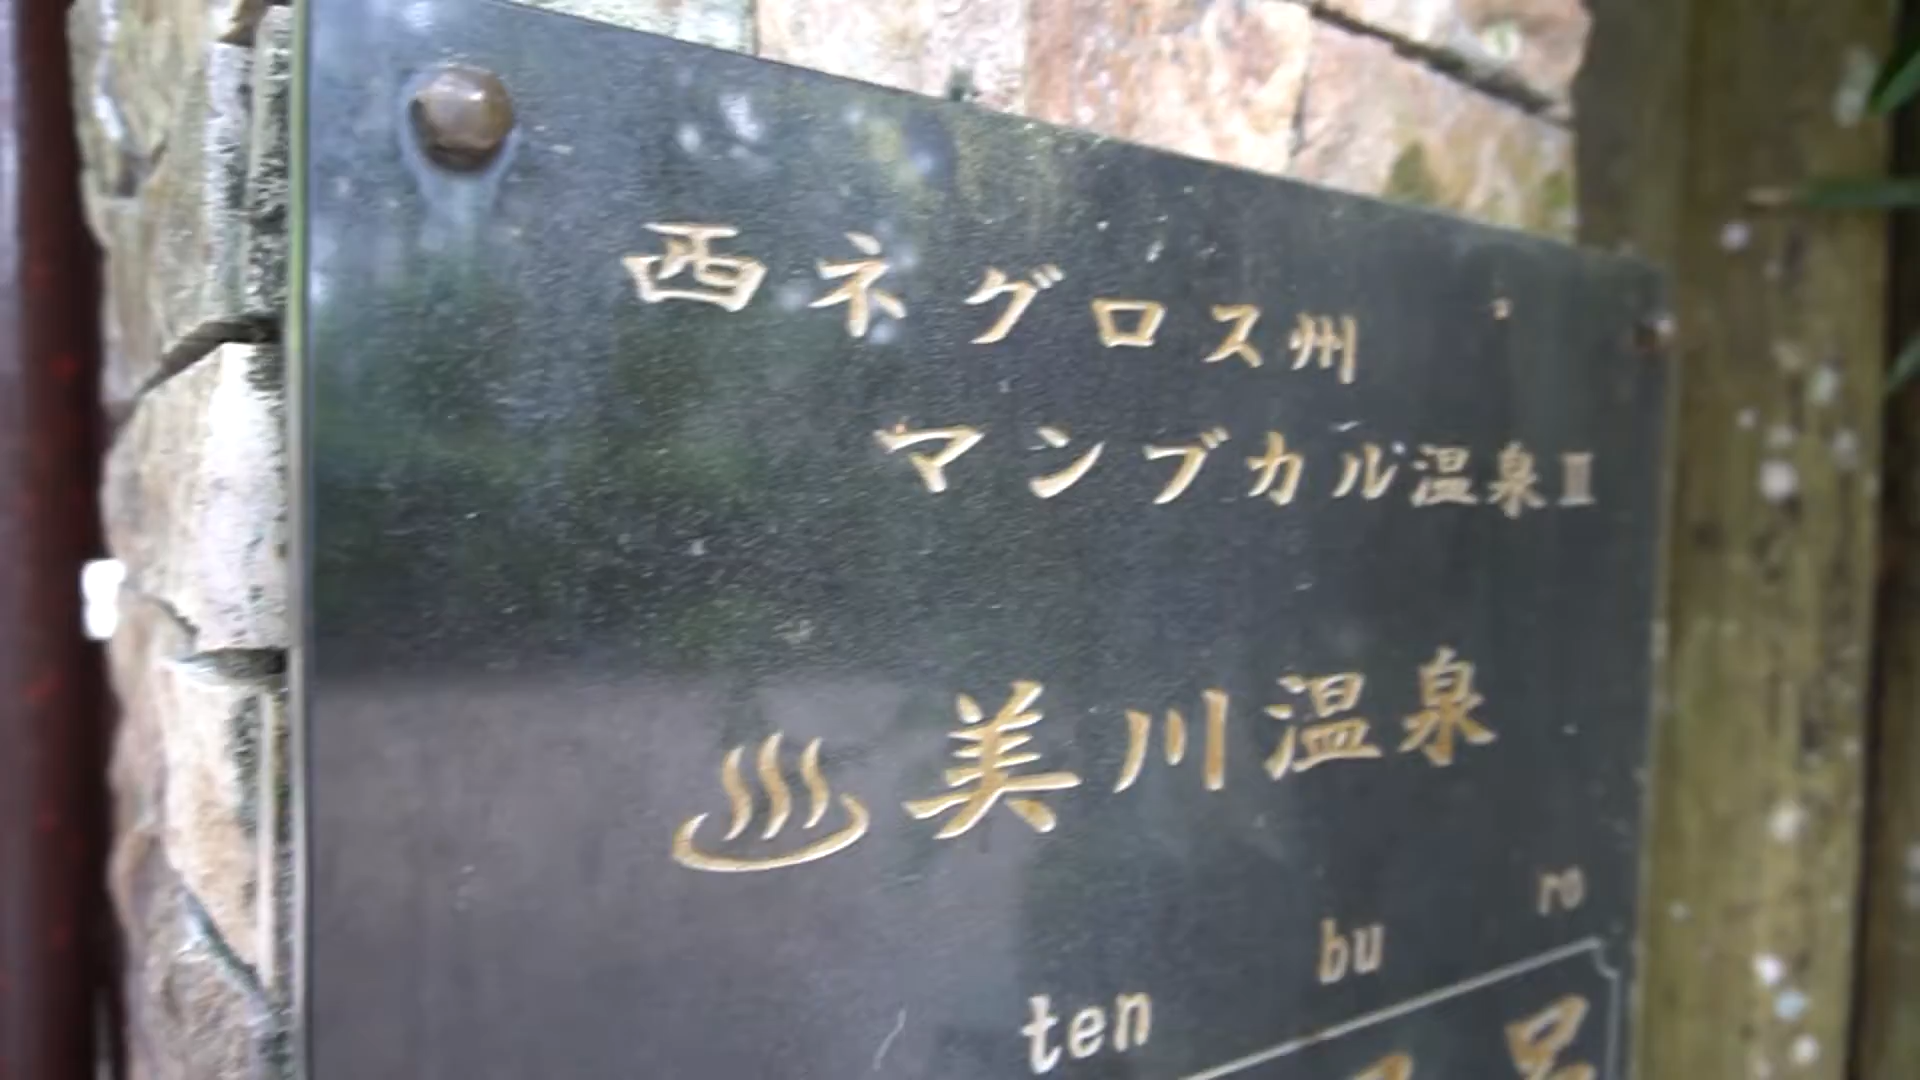 西ネグロス州
マンブカル温泉Ⅱ
♨美川温泉
ten bu ro
呂